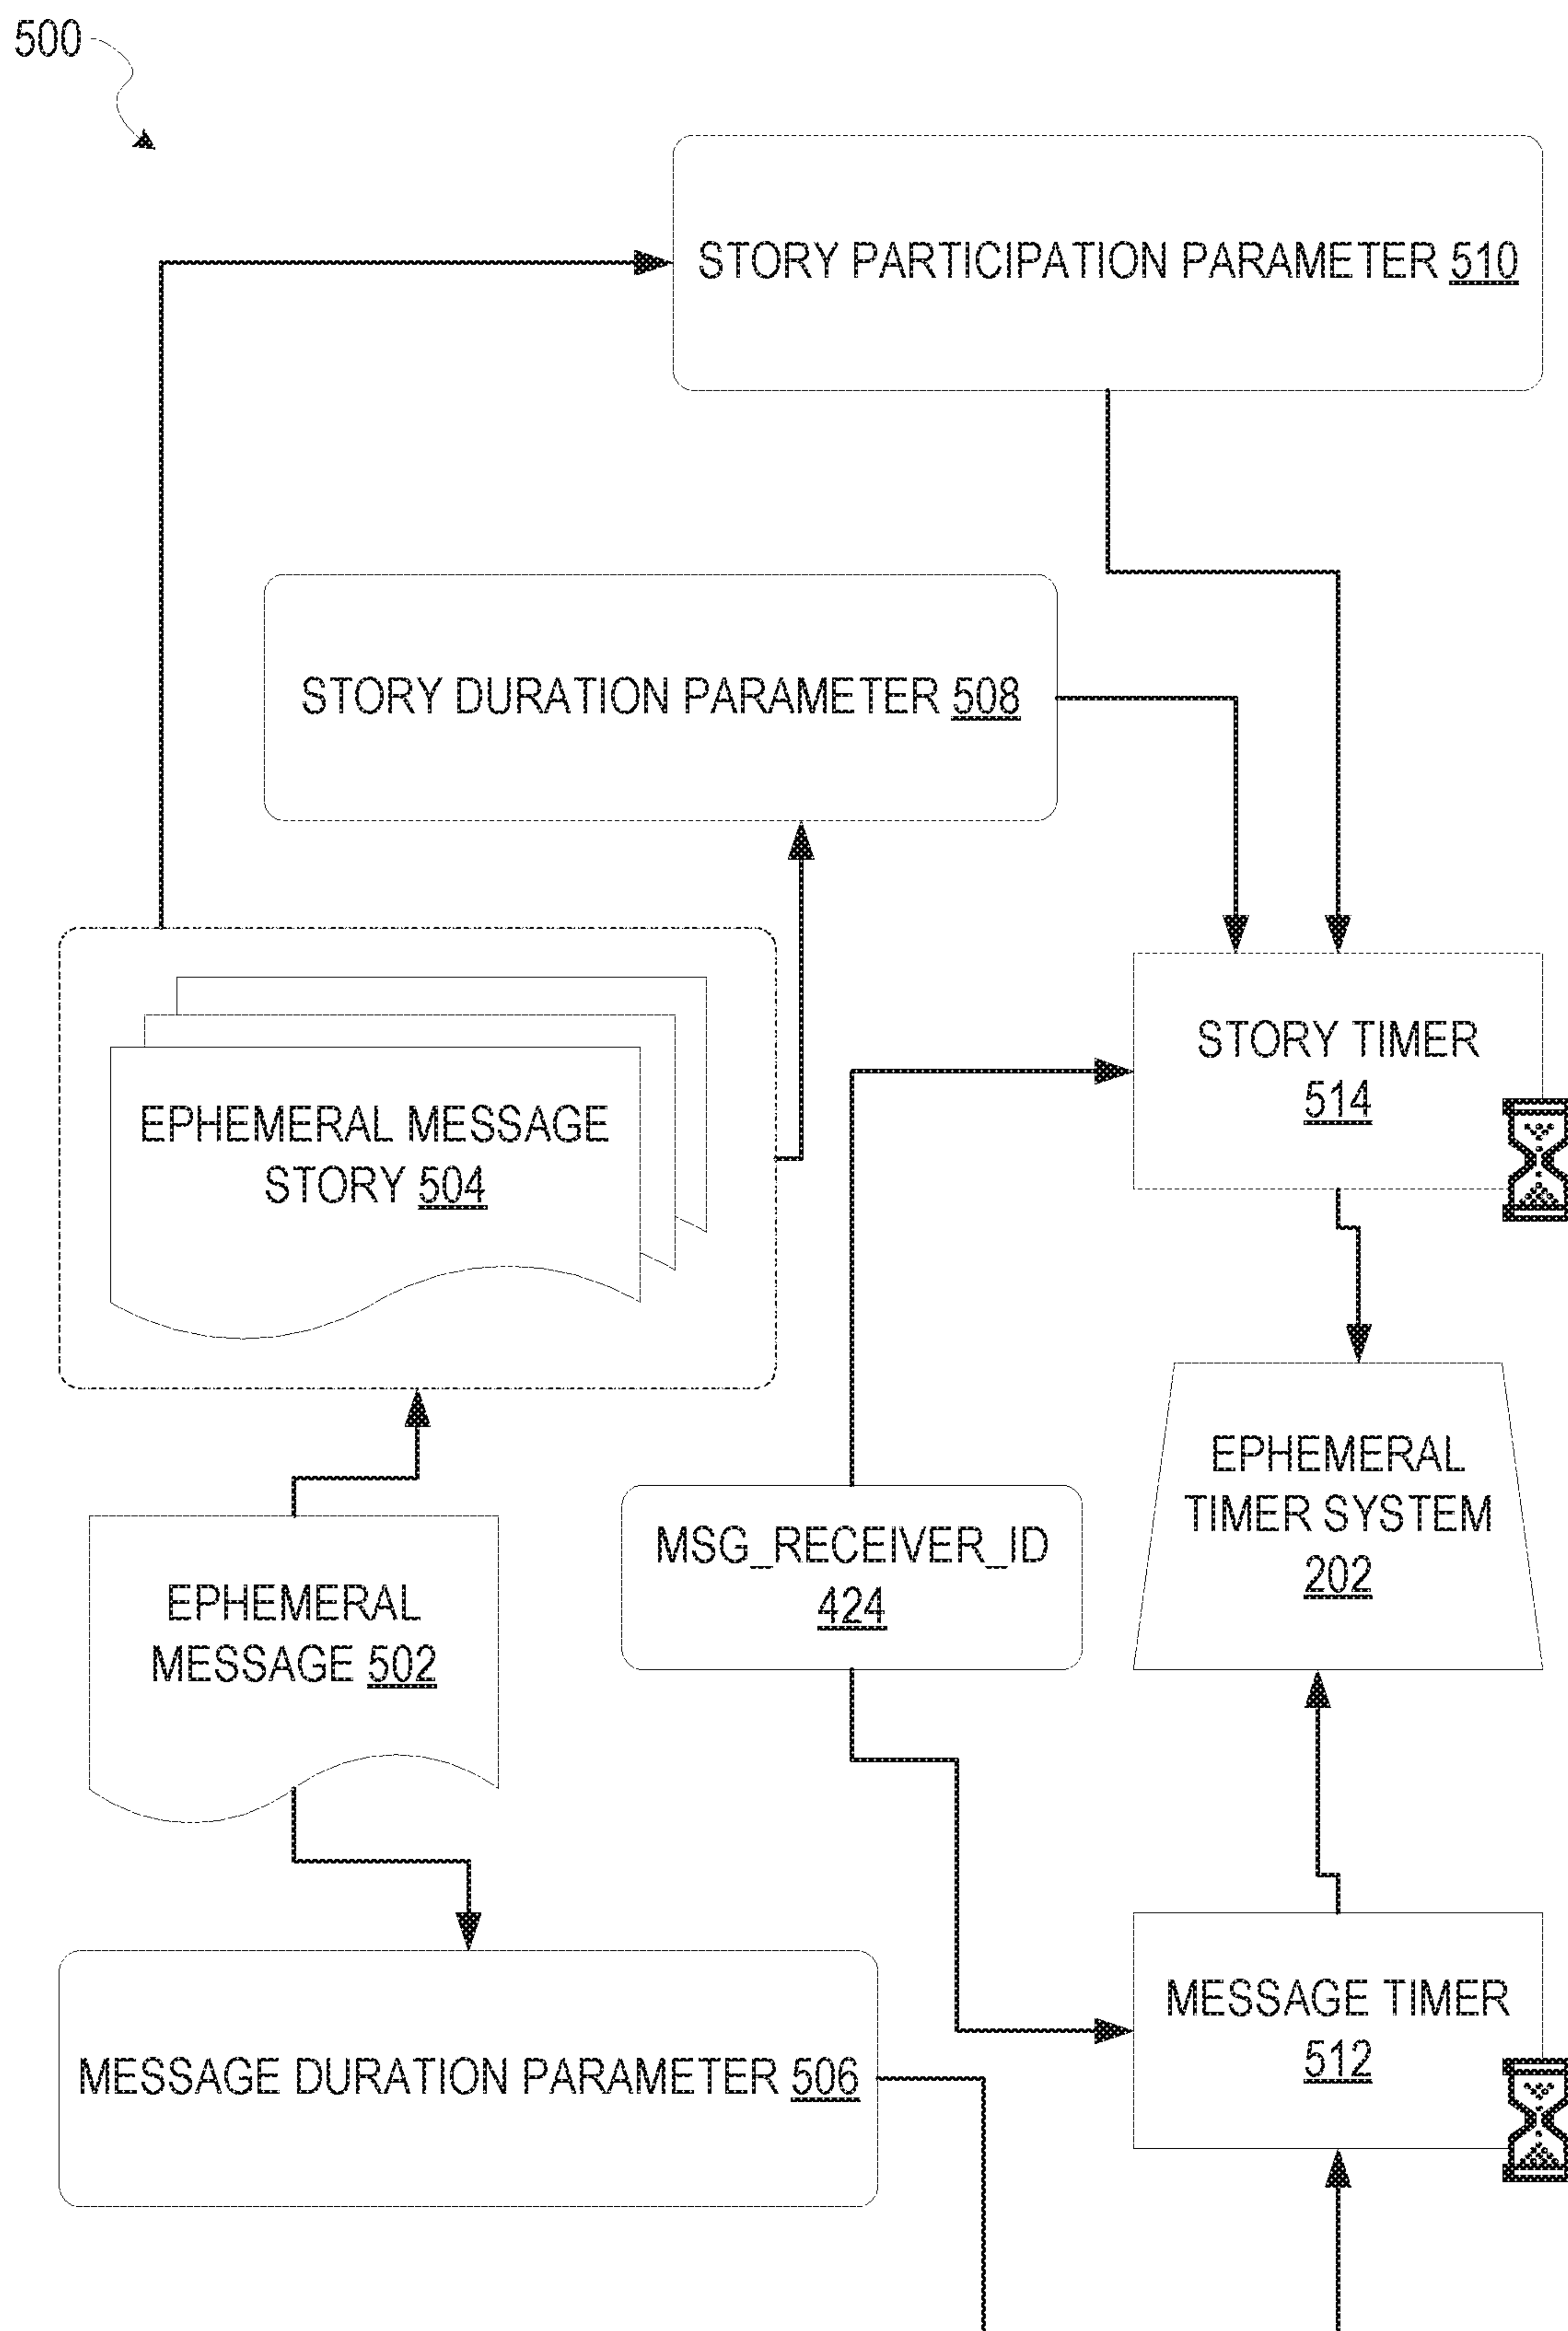 500
STORY PARTICIPATION PARAMETER 510
STORY DURATION PARAMETER 508
STORY TIMER
514
EPHEMERAL MESSAGE
STORY 504
EPHEMERAL
TIMER SYSTEM
202
MSG_RECEIVER_ID
424
EPHEMERAL
MESSAGE 502
MESSAGE TIMER
512
MESSAGE DURATION PARAMETER 506